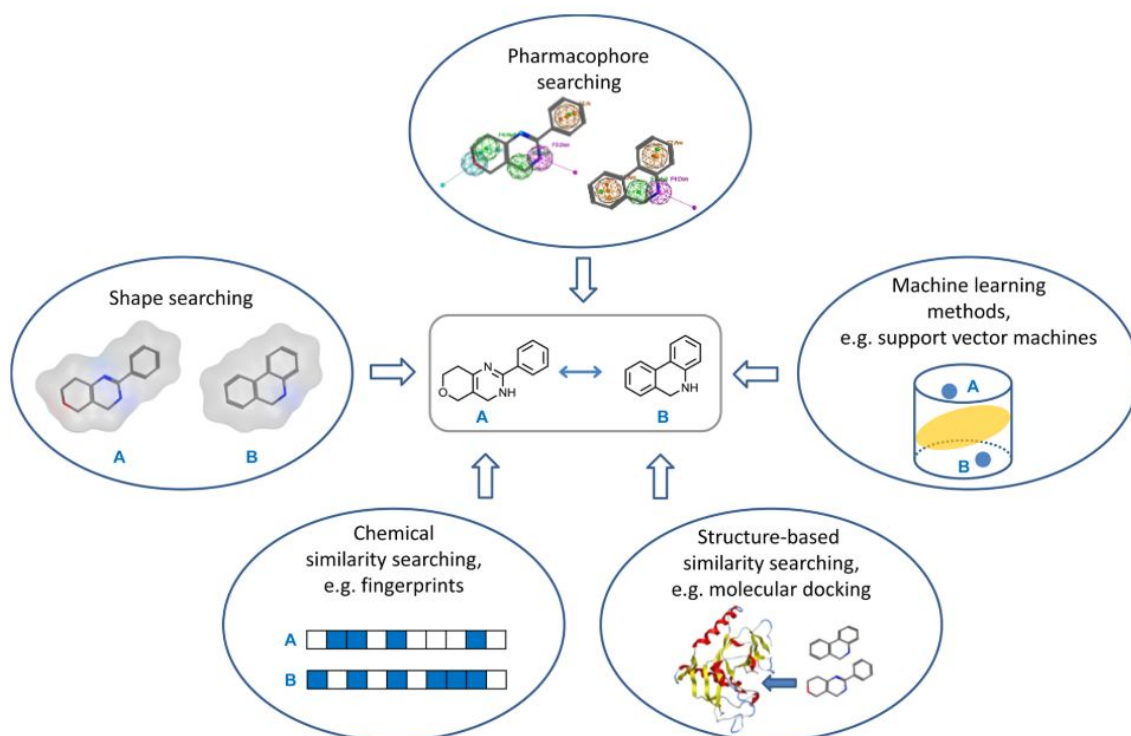 Pharmacophore
searching
Shape searching
A
B
Machine learning
methods,
e.g. support vector machines
A
B
N
O
NH
A
NH
B
Chemical
similarity searching,
e.g. fingerprints
A
B
Structure-based
similarity searching,
e.g. molecular docking